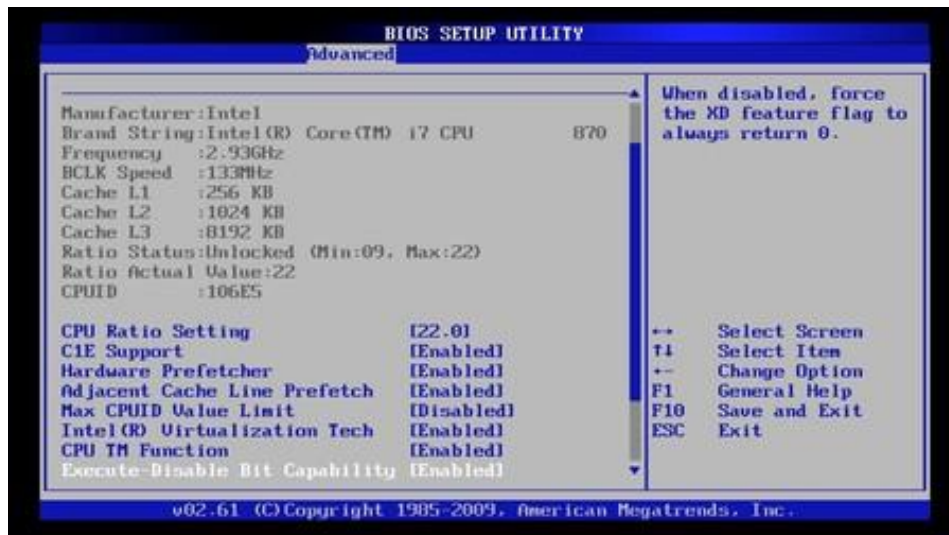 BIOS SETUP UTILITY
Advanced
Manufacturer:Intel
Brand String:Intel(R) Core(TM) i7 CPU 870
Frequency :2.93GHz
BCLK Speed :133MHz
Cache L1 :256 KB
Cache L2 :1024 KB
Cache L3 :8192 KB
Ratio Status:Unlocked (Min:09, Max:22)
Ratio Actual Value:22
CPUID :106E5
CPU Ratio Setting [22.0]
C1E Support [Enabled]
Hardware Prefetcher [Enabled]
Adjacent Cache Line Prefetch [Enabled]
Max CPUID Value Limit [Disabled]
Intel(R) Virtualization Tech [Enabled]
CPU TM Function [Enabled]
Execute-Disable Bit Capability [Enabled]
When disabled, force
the XD feature flag to
always return 0.
←→ Select Screen
↑↓ Select Item
+- Change Option
F1 General Help
F10 Save and Exit
ESC Exit
v02.61 (C)Copyright 1985-2009, American Megatrends, Inc.